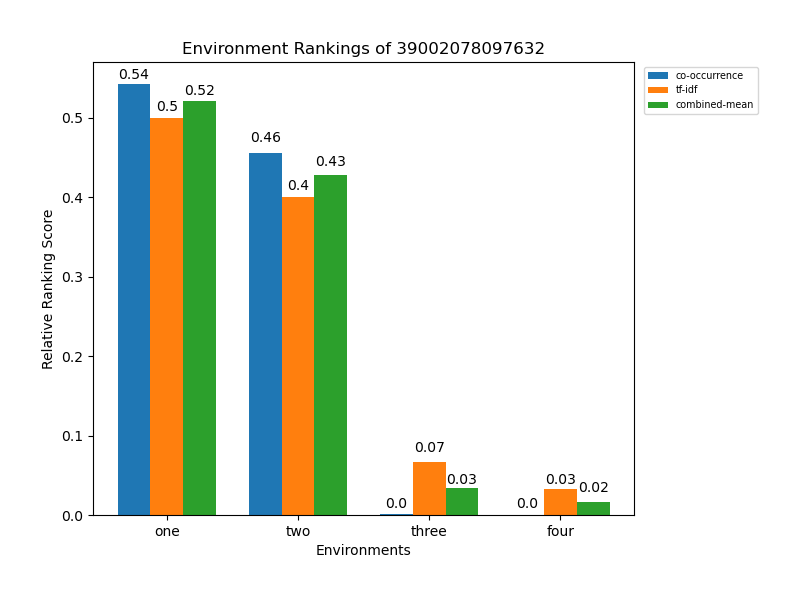 Environment Rankings of 39002078097632
co-occurrence
tf-idf
combined-mean
Relative Ranking Score
0.5
0.4
0.3
0.2
0.1
0.0
0.54
0.5
0.52
0.46
0.4
0.43
0.0
0.07
0.03
0.0
0.03
0.02
one two three four
Environments